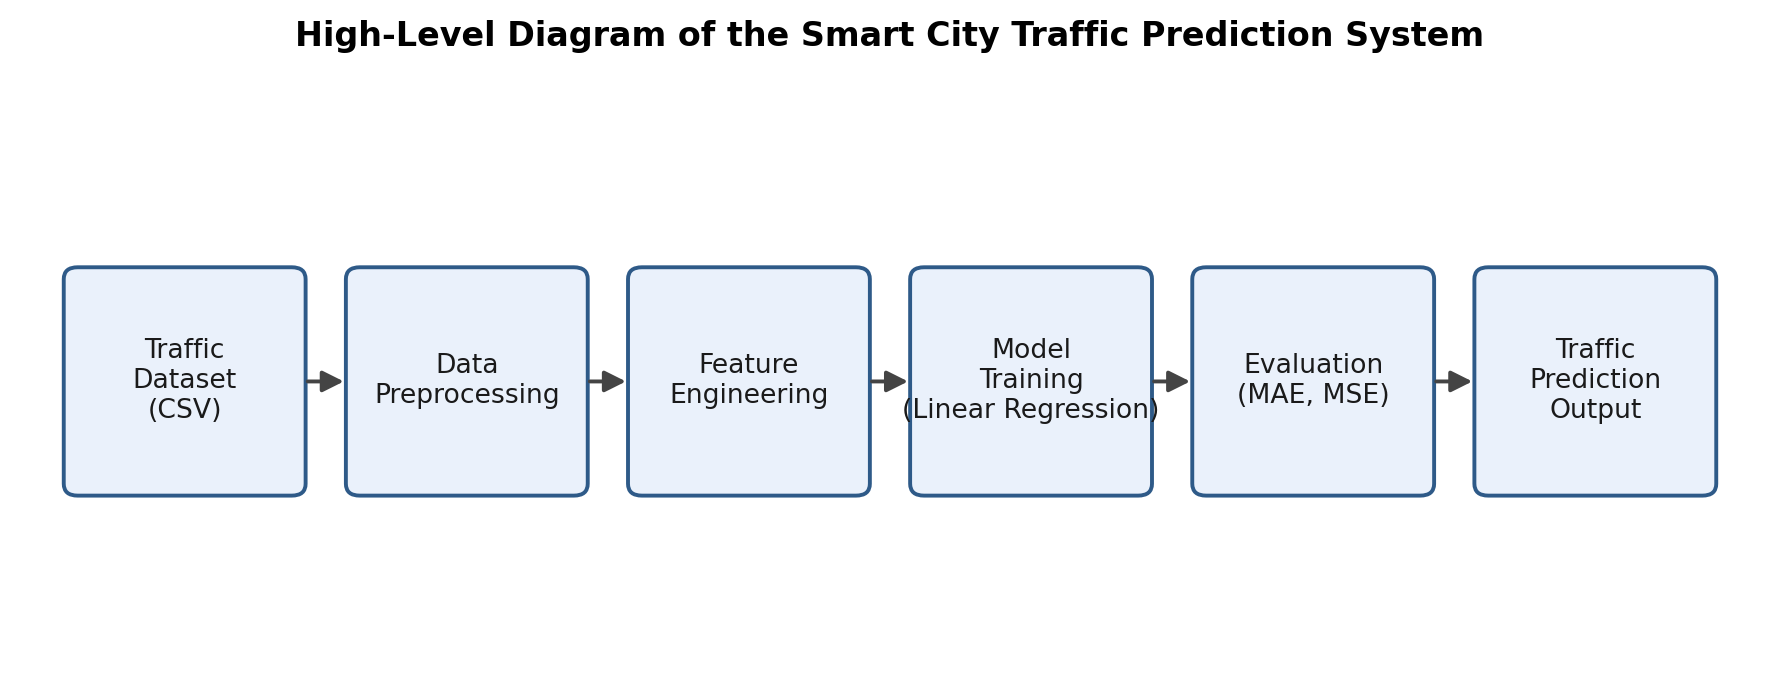 High-Level Diagram of the Smart City Traffic Prediction System
Traffic
Dataset
(CSV)
Data
Preprocessing
Feature
Engineering
Model
Training
(Linear Regression)
Evaluation
(MAE, MSE)
Traffic
Prediction
Output